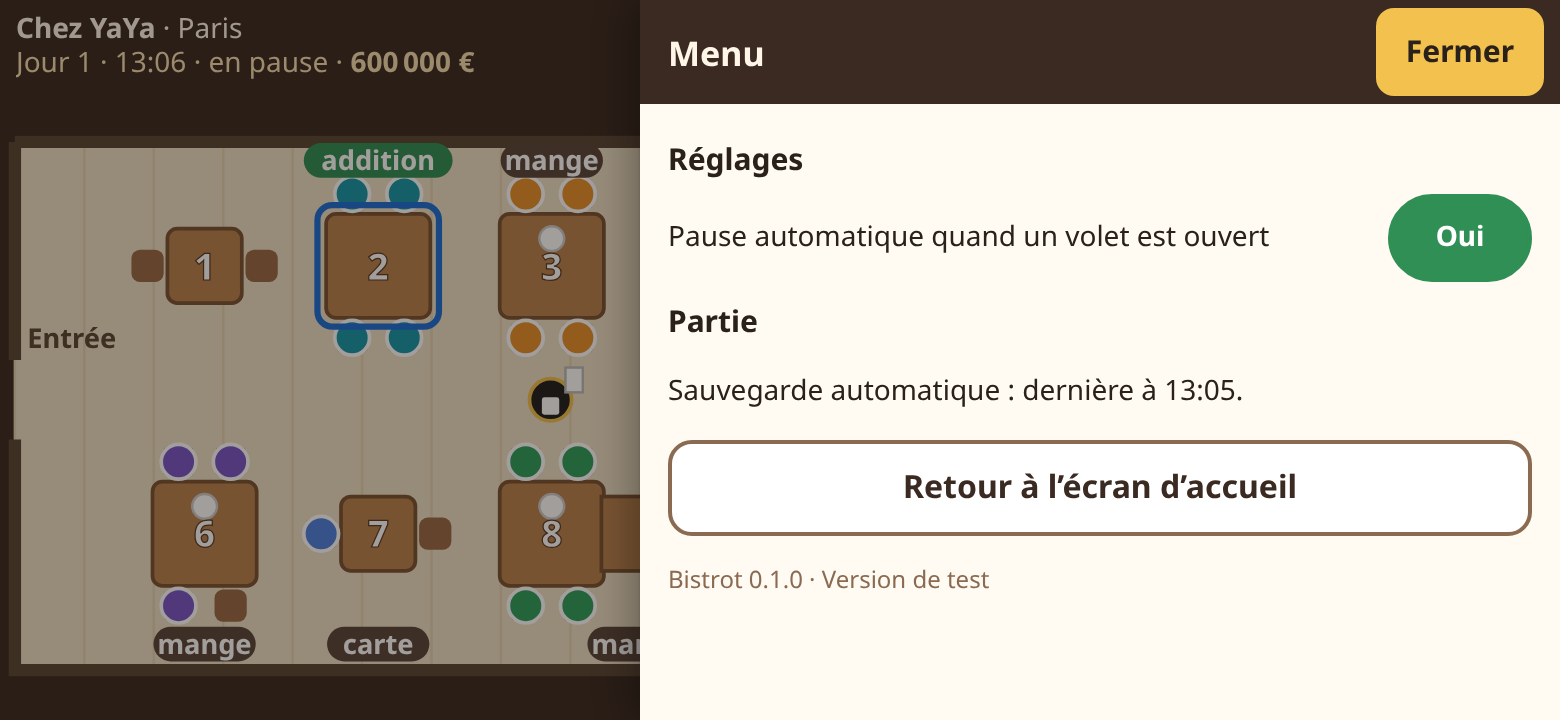 Chez YaYa · Paris
Jour 1 · 13:06 · en pause · 600 000 €
Menu
Fermer
Réglages
Pause automatique quand un volet est ouvert
Oui
Partie
Sauvegarde automatique : dernière à 13:05.
Retour à l’écran d’accueil
Bistrot 0.1.0 · Version de test
addition
mange
1
2
3
Entrée
6
7
8
mange
carte